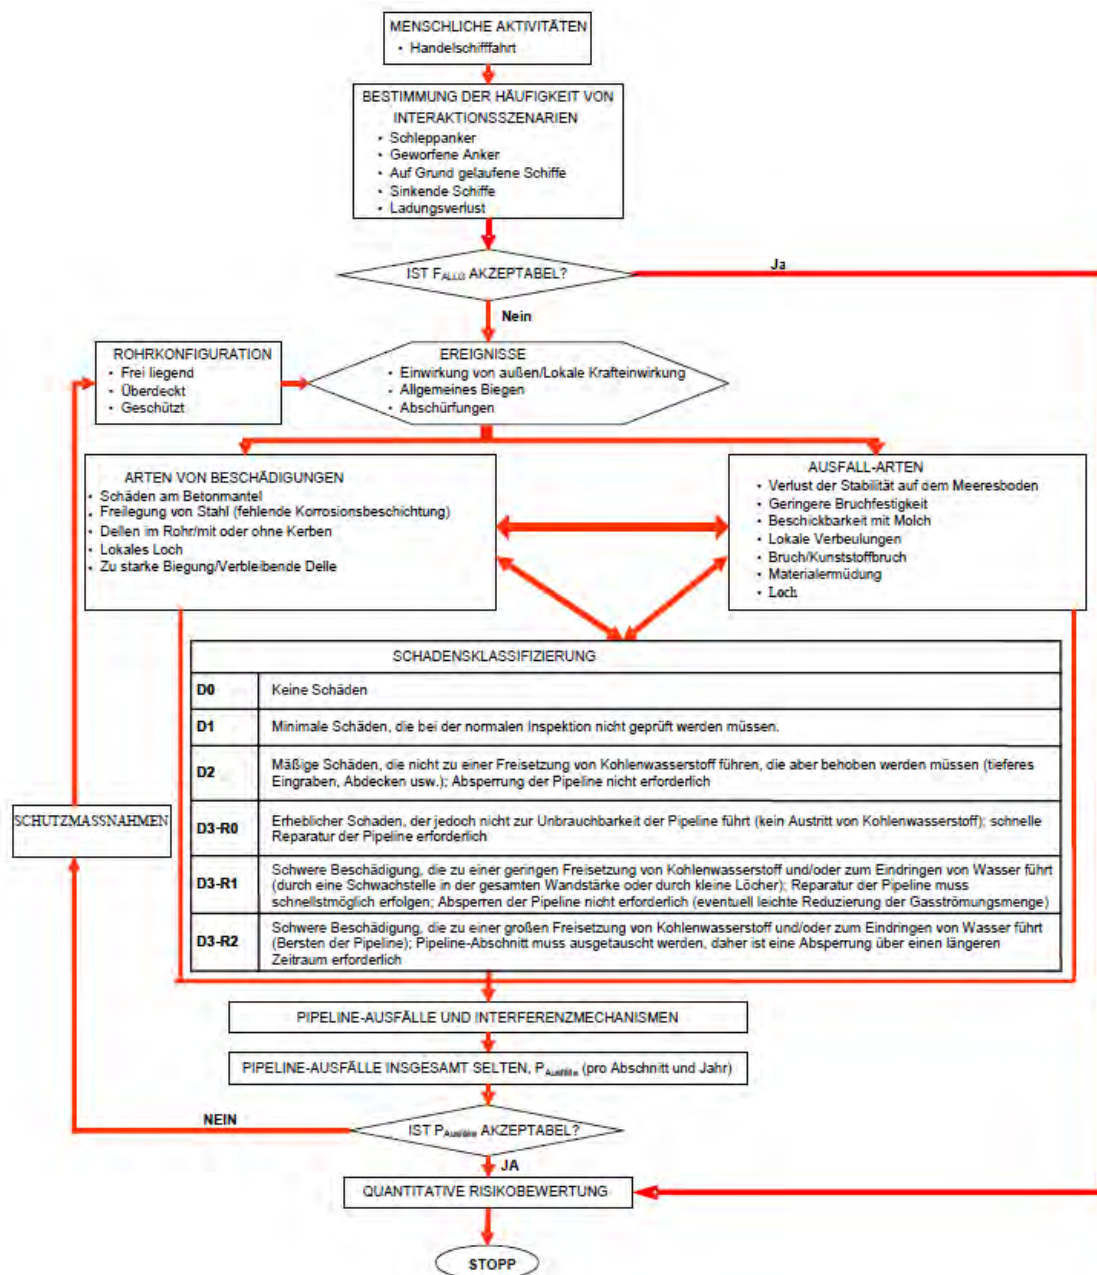 MENSCHLICHE AKTIVITÄTEN
• Handelschifffahrt
BESTIMMUNG DER HÄUFIGKEIT VON
INTERAKTIONSSZENARIEN
• Schleppanker
• Geworfene Anker
• Auf Grund gelaufene Schiffe
• Sinkende Schiffe
• Ladungsverlust
IST FALLG AKZEPTABEL?
Ja
Nein
ROHRKONFIGURATION
• Frei liegend
• Überdeckt
• Geschützt
EREIGNISSE
• Einwirkung von außen/Lokale Krafteinwirkung
• Allgemeines Biegen
• Abschürfungen
ARTEN VON BESCHÄDIGUNGEN
• Schäden am Betonmantel
• Freilegung von Stahl (fehlende Korrosionsbeschichtung)
• Dellen im Rohr/mit oder ohne Kerben
• Lokales Loch
• Zu starke Biegung/Verbleibende Delle
AUSFALL-ARTEN
• Verlust der Stabilität auf dem Meeresboden
• Geringere Bruchfestigkeit
• Beschickbarkeit mit Molch
• Lokale Verbeulungen
• Bruch/Kunststoffbruch
• Materialermüdung
• Loch
SCHADENSKLASSIFIZIERUNG
D0 Keine Schäden
D1 Minimale Schäden, die bei der normalen Inspektion nicht geprüft werden müssen.
D2 Mäßige Schäden, die nicht zu einer Freisetzung von Kohlenwasserstoff führen, die aber behoben werden müssen (tieferes
Eingraben, Abdecken usw.); Absperrung der Pipeline nicht erforderlich
SCHUTZMASSNAHMEN
D3-R0 Erheblicher Schaden, der jedoch nicht zur Unbrauchbarkeit der Pipeline führt (kein Austritt von Kohlenwasserstoff); schnelle
Reparatur der Pipeline erforderlich
D3-R1 Schwere Beschädigung, die zu einer geringen Freisetzung von Kohlenwasserstoff und/oder zum Eindringen von Wasser führt
(durch eine Schwachstelle in der gesamten Wandstärke oder durch kleine Löcher); Reparatur der Pipeline muss
schnellstmöglich erfolgen; Absperren der Pipeline nicht erforderlich (eventuell leichte Reduzierung der Gasströmungsmenge)
D3-R2 Schwere Beschädigung, die zu einer großen Freisetzung von Kohlenwasserstoff und/oder zum Eindringen von Wasser führt
(Bersten der Pipeline); Pipeline-Abschnitt muss ausgetauscht werden, daher ist eine Absperrung über einen längeren
Zeitraum erforderlich
PIPELINE-AUSFÄLLE UND INTERFERENZMECHANISMEN
PIPELINE-AUSFÄLLE INSGESAMT SELTEN, PAusfälle (pro Abschnitt und Jahr)
NEIN
IST PAusfälle AKZEPTABEL?
JA
QUANTITATIVE RISIKOBEWERTUNG
STOPP